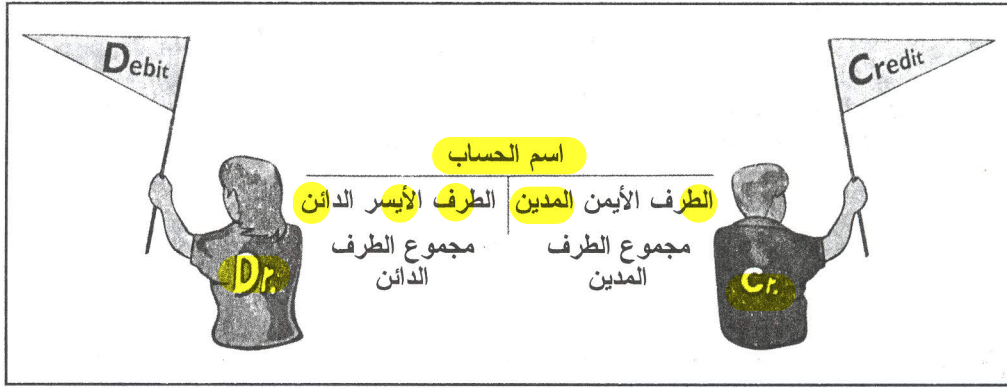 Debit
Credit
اسم الحساب
الطرف الأيمن المدين
الطرف الأيسر الدائن
مجموع الطرف
المدين
مجموع الطرف
الدائن
Dr.
Cr.